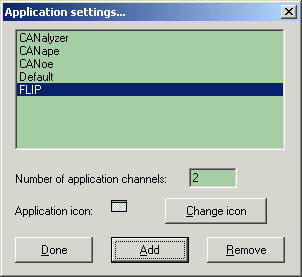 Application settings...
CANalyzer
CANape
CANoe
Default
FLIP
Number of application channels: 2
Application icon: Change icon
Done Add Remove